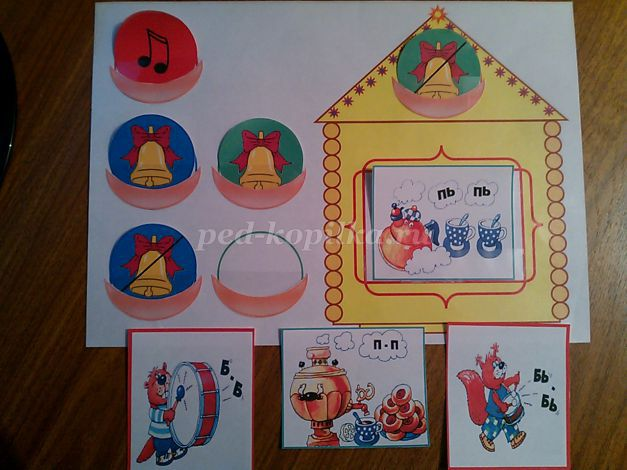 пь пь
ped-kopilka.ru
Б.
Б.
п - п
Бь.
Бь.